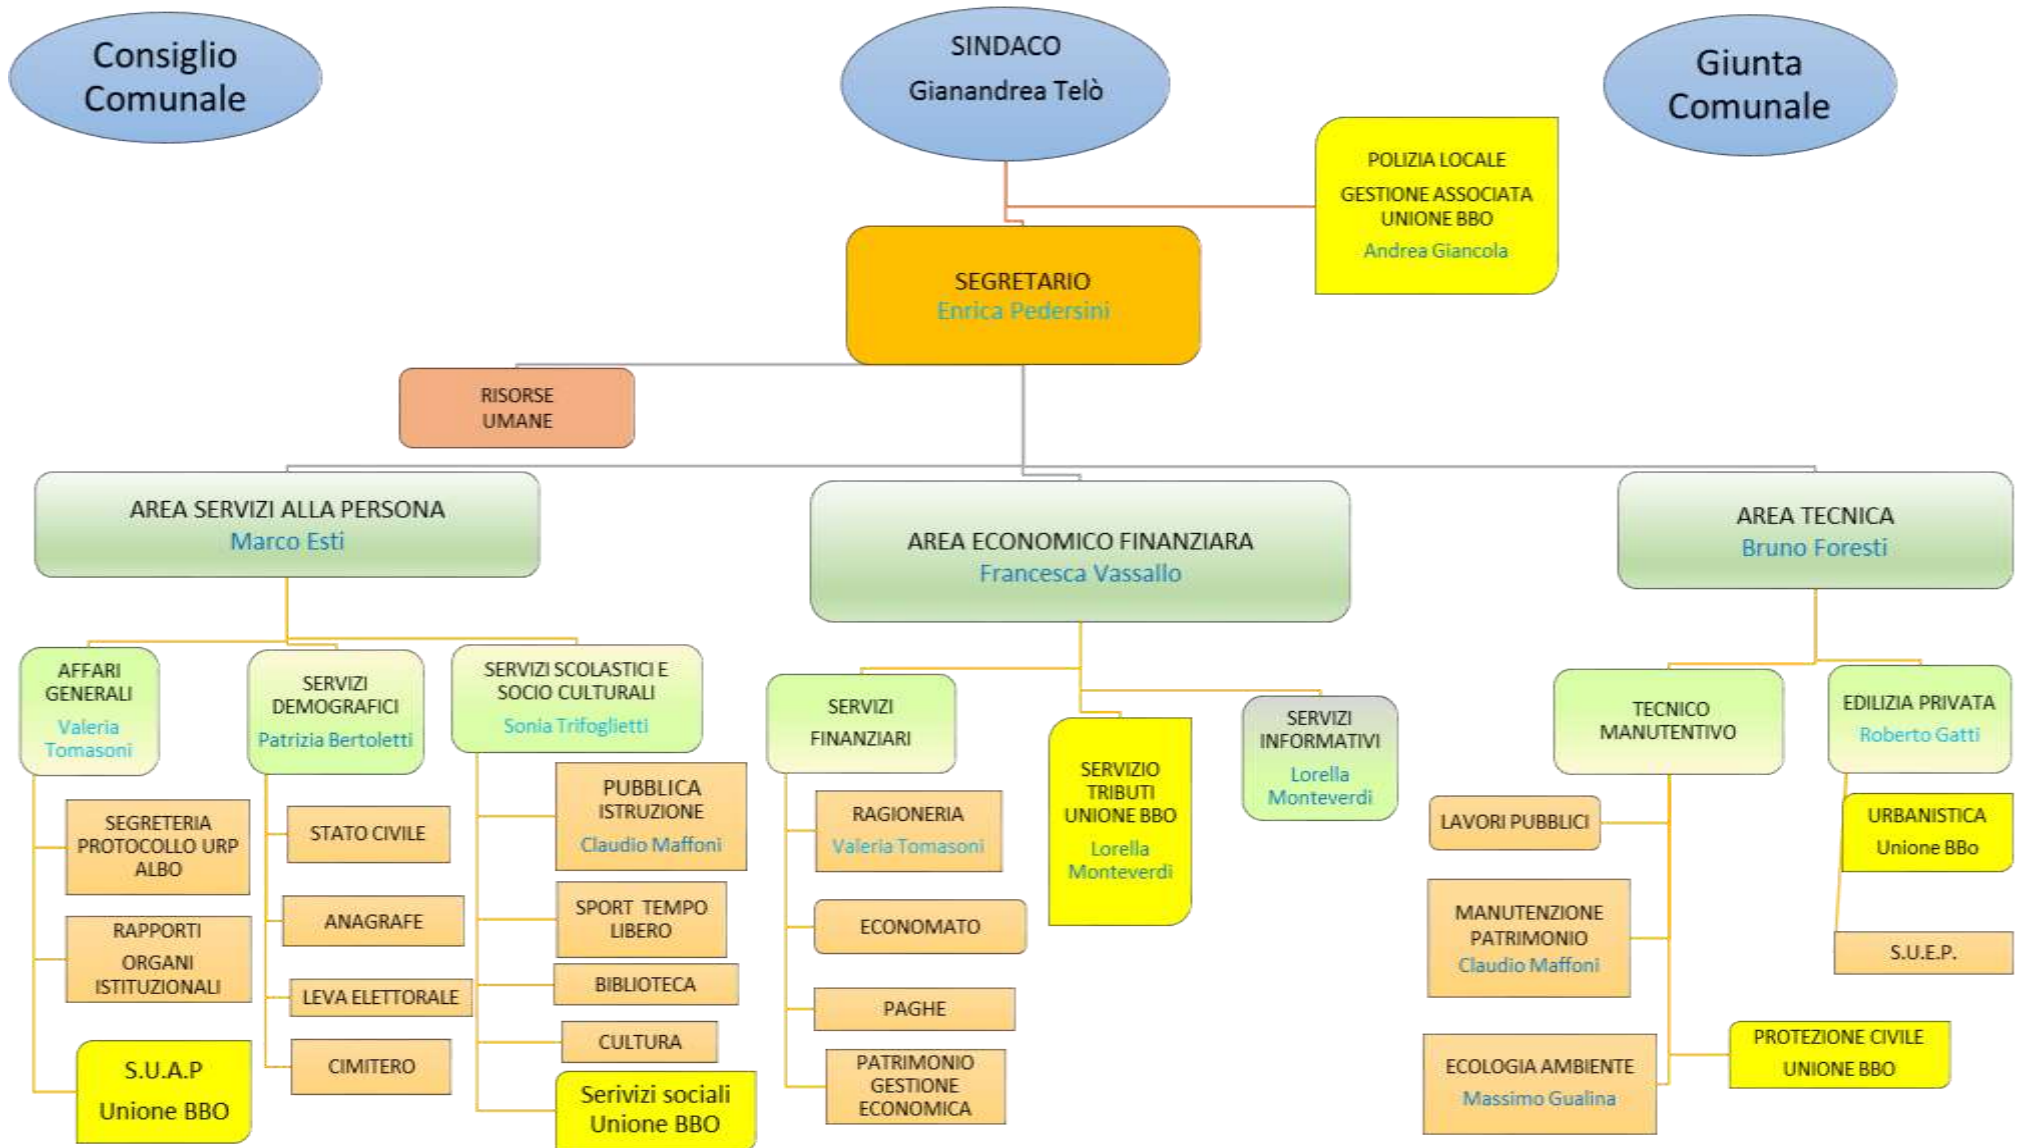 Consiglio
Comunale
SINDACO
Gianandrea Telò
Giunta
Comunale
POLIZIA LOCALE
GESTIONE ASSOCIATA
UNIONE BBO
Andrea Giancola
SEGRETARIO
Enrica Pedersini
RISORSE
UMANE
AREA SERVIZI ALLA PERSONA
Marco Esti
AREA ECONOMICO FINANZIARA
Francesca Vassallo
AREA TECNICA
Bruno Foresti
AFFARI
GENERALI
Valeria
Tomasoni
SEGRETERIA
PROTOCOLLO URP
ALBO
RAPPORTI
ORGANI
ISTITUZIONALI
S.U.A.P
Unione BBO
SERVIZI
DEMOGRAFICI
Patrizia Bertoletti
STATO CIVILE
ANAGRAFE
LEVA ELETTORALE
CIMITERO
SERVIZI SCOLASTICI E
SOCIO CULTURALI
Sonia Trifoglietti
PUBBLICA
ISTRUZIONE
Claudio Maffoni
SPORT TEMPO
LIBERO
BIBLIOTECA
CULTURA
Serivizi sociali
Unione BBO
SERVIZI
FINANZIARI
RAGIONERIA
Valeria Tomasoni
ECONOMATO
PAGHE
PATRIMONIO
GESTIONE
ECONOMICA
SERVIZIO
TRIBUTI
UNIONE BBO
Lorella
Monteverdi
SERVIZI
INFORMATIVI
Lorella
Monteverdi
TECNICO
MANUTENTIVO
LAVORI PUBBLICI
MANUTENZIONE
PATRIMONIO
Claudio Maffoni
ECOLOGIA AMBIENTE
Massimo Gualina
PROTEZIONE CIVILE
UNIONE BBO
EDILIZIA PRIVATA
Roberto Gatti
URBANISTICA
Unione BBo
S.U.E.P.